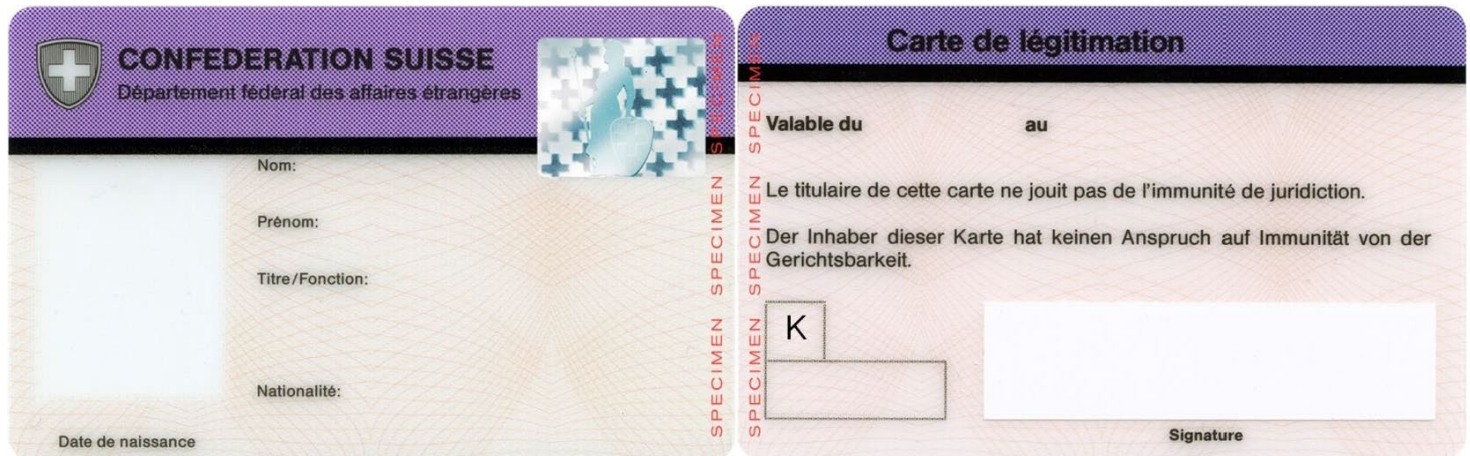 CONFEDERATION SUISSE
Département fédéral des affaires étrangères
Nom:
Prénom:
Titre/Fonction:
Nationalité:
Date de naissance
SPECIMEN SPECIMEN SPECIMEN
Carte de légitimation
Valable du au
Le titulaire de cette carte ne jouit pas de l'immunité de juridiction.
Der Inhaber dieser Karte hat keinen Anspruch auf Immunität von der
Gerichtsbarkeit.
K
Signature
SPECIMEN SPECIMEN SPECIMEN